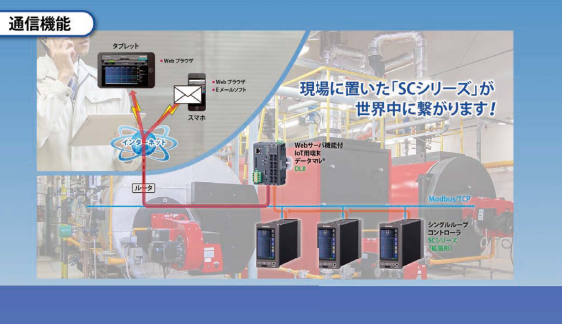 通信機能
タブレット
• Web ブラウザ
• Web ブラウザ
• Eメールソフト
スマホ
現場に置いた「SCシリーズ」が
世界中に繋がります!
インターネット
Webサーバ機能付
IoT用端末
データマル®
DL8
ルータ
Modbus/TCP
シングルループ
コントローラ
SCシリーズ
（拡張形）